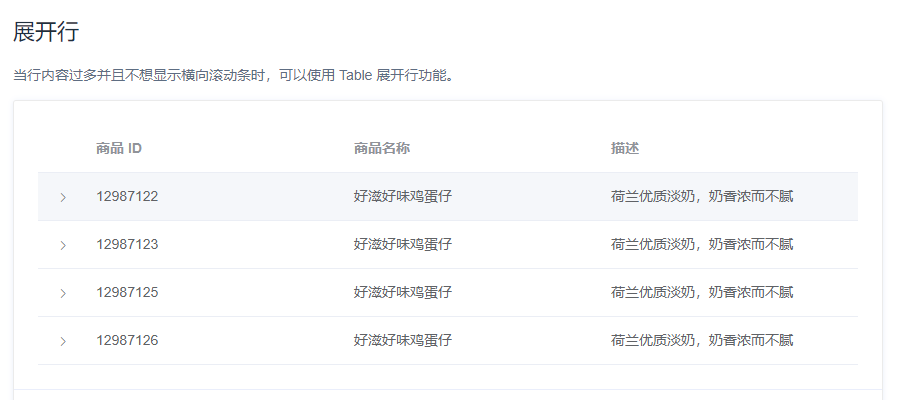 展开行
当行内容过多并且不想显示横向滚动条时，可以使用 Table 展开行功能。
商品 ID 商品名称 描述
12987122 好滋好味鸡蛋仔 荷兰优质淡奶，奶香浓而不腻
12987123 好滋好味鸡蛋仔 荷兰优质淡奶，奶香浓而不腻
12987125 好滋好味鸡蛋仔 荷兰优质淡奶，奶香浓而不腻
12987126 好滋好味鸡蛋仔 荷兰优质淡奶，奶香浓而不腻